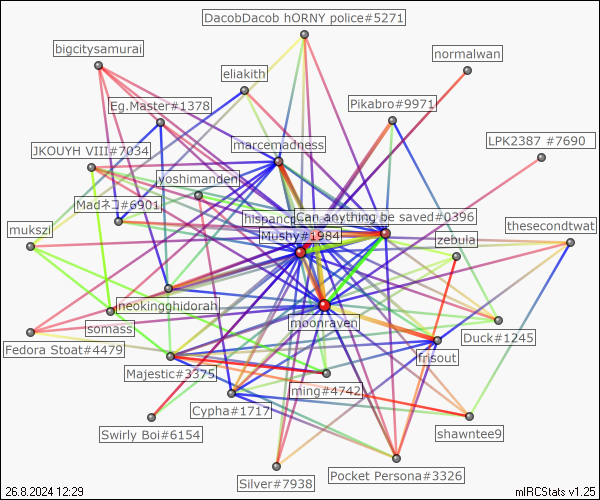 DacobDacob hORNY police#5271
bigcitysamurai
normalwan
eliakith
Eg.Master#1378
Pikabro#9971
marcemadness
LPK2387 #7690
JKOUYH VIII#7034
yoshimanden
Madネコ#6901
Can anything be saved#0396
mukszi
Mushy#1984
thesecondtwat
zebula
neokingghidorah
somass
moonraven
Duck#1245
Fedora Stoat#4479
frisout
Majestic#3375
ming#4742
Cypha#1717
Swirly Boi#6154
shawntee9
Silver#7938
Pocket Persona#3326
26.8.2024 12:29
mIRCStats v1.25